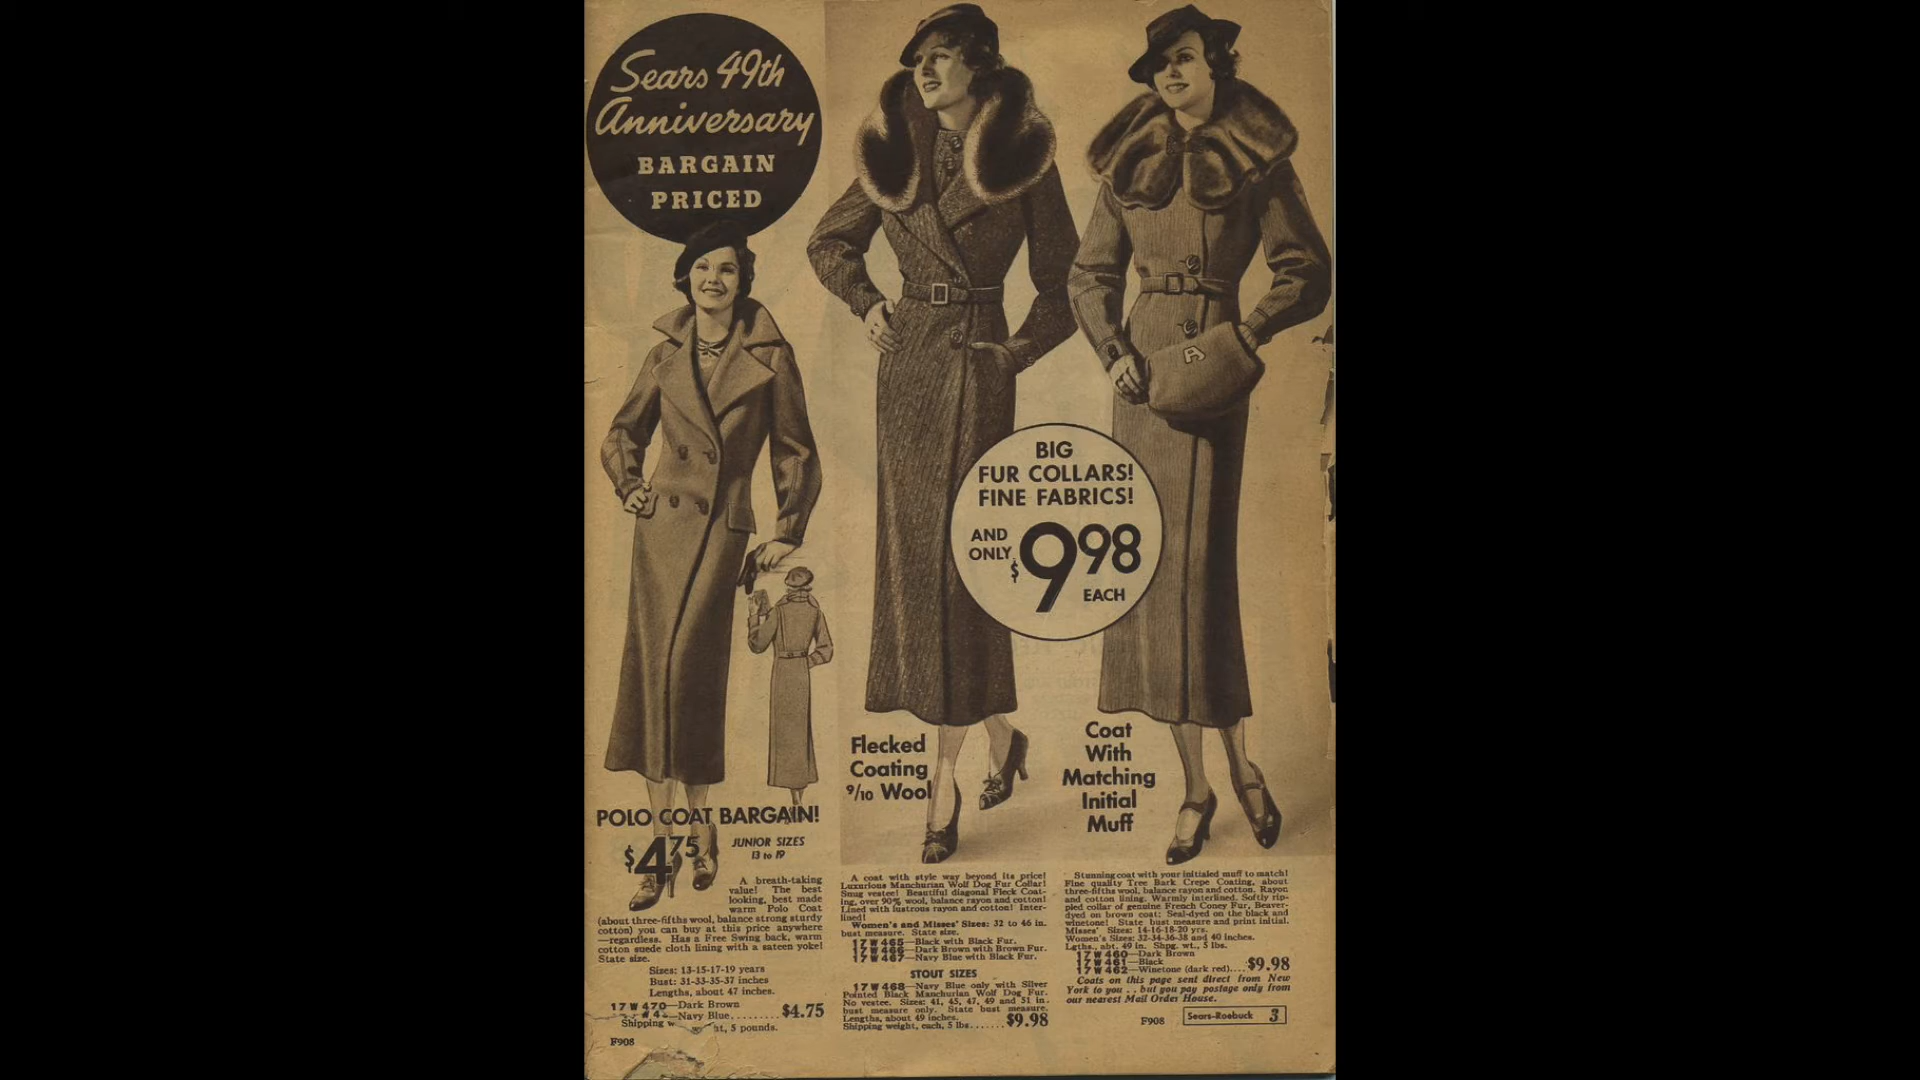 Sears 49th
Anniversary
BARGAIN
PRICED
BIG
FUR COLLARS!
FINE FABRICS!
AND
ONLY
$9.98
EACH
A
POLO COAT BARGAIN!
$4.75
JUNIOR SIZES
13 to 19
A breath-taking
value! The best
looking, best made
warm Polo Coat
(about three-fifths wool, balance strong sturdy
cotton) you can buy at this price anywhere
—regardless. Has a Free Swing back, warm
cotton suede cloth lining with a sateen yoke!
State size.
Sizes: 13-15-17-19 years
Bust: 31-33-35-37 inches
Lengths, about 47 inches.
17 W 470—Dark Brown
W 4 —Navy Blue........$4.75
Shipping w ht, 5 pounds.
F908
Flecked
Coating
9/10 Wool
A coat with style way beyond its price!
Luxurious Manchurian Wolf Dog Fur Collar!
Snug vestee! Beautiful diagonal Fleck Coat-
ing, over 90% wool, balance rayon and cotton!
Lined with lustrous rayon and cotton! Inter-
lined!
Women's and Misses' Sizes: 32 to 46 in.
bust measure. State size.
17 W 465—Black with Black Fur.
17 W 466—Dark Brown with Brown Fur.
17 W 467—Navy Blue with Black Fur.
STOUT SIZES
17 W 468—Navy Blue only with Silver
Pointed Black Manchurian Wolf Dog Fur.
No vestee. Sizes: 41, 45, 47, 49 and 51 in.
bust measure only. State bust measure.
Lengths, about 49 inches.
Shipping weight, each, 5 lbs.......$9.98
Coat
With
Matching
Initial
Muff
Stunning coat with your initialed muff to match!
Fine quality Tree Bark Crepe Coating, about
three-fifths wool, balance rayon and cotton. Rayon
and cotton lining. Warmly interlined. Softly rip-
pled collar of genuine French Coney Fur, Beaver-
dyed on brown coat; Seal-dyed on the black and
winetone! State bust measure and print initial.
Misses' Sizes: 14-16-18-20 yrs.
Women's Sizes: 32-34-36-38 and 40 inches.
Lgths., abt. 49 in. Shpg. wt., 5 lbs.
17 W 460—Dark Brown
17 W 461—Black
17 W 462—Winetone (dark red)....$9.98
Coats on this page sent direct from New
York to you . . but you pay postage only from
our nearest Mail Order House.
F908
Sears-Roebuck 3